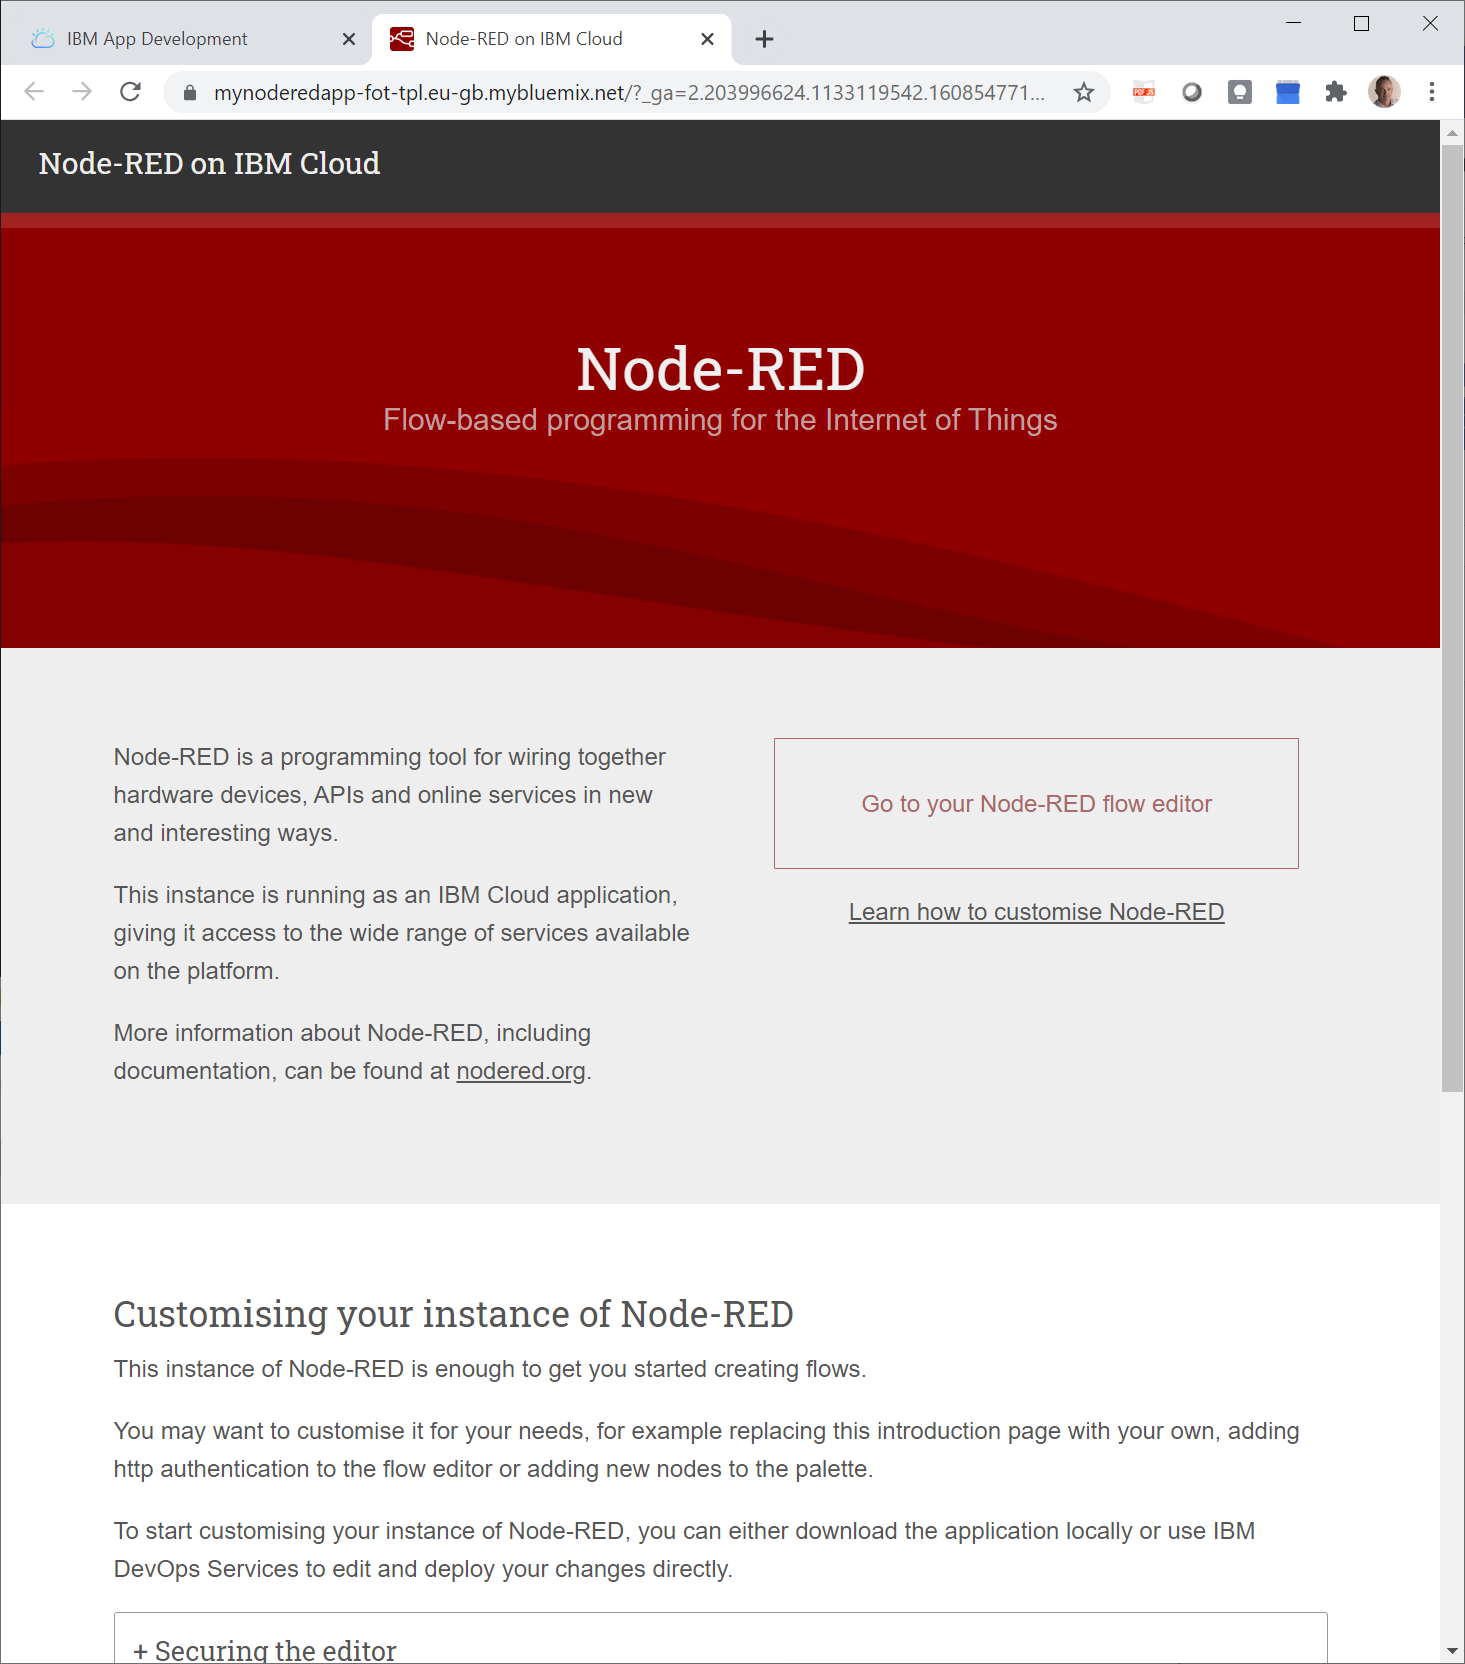 IBM App Development
Node-RED on IBM Cloud
mynoderedapp-fot-tpl.eu-gb.mybluemix.net/?_ga=2.203996624.1133119542.160854771...
PDF JS
Node-RED on IBM Cloud
Node-RED
Flow-based programming for the Internet of Things
Node-RED is a programming tool for wiring together
hardware devices, APIs and online services in new
and interesting ways.
This instance is running as an IBM Cloud application,
giving it access to the wide range of services available
on the platform.
More information about Node-RED, including
documentation, can be found at nodered.org.
Go to your Node-RED flow editor
Learn how to customise Node-RED
Customising your instance of Node-RED
This instance of Node-RED is enough to get you started creating flows.
You may want to customise it for your needs, for example replacing this introduction page with your own, adding
http authentication to the flow editor or adding new nodes to the palette.
To start customising your instance of Node-RED, you can either download the application locally or use IBM
DevOps Services to edit and deploy your changes directly.
+ Securing the editor